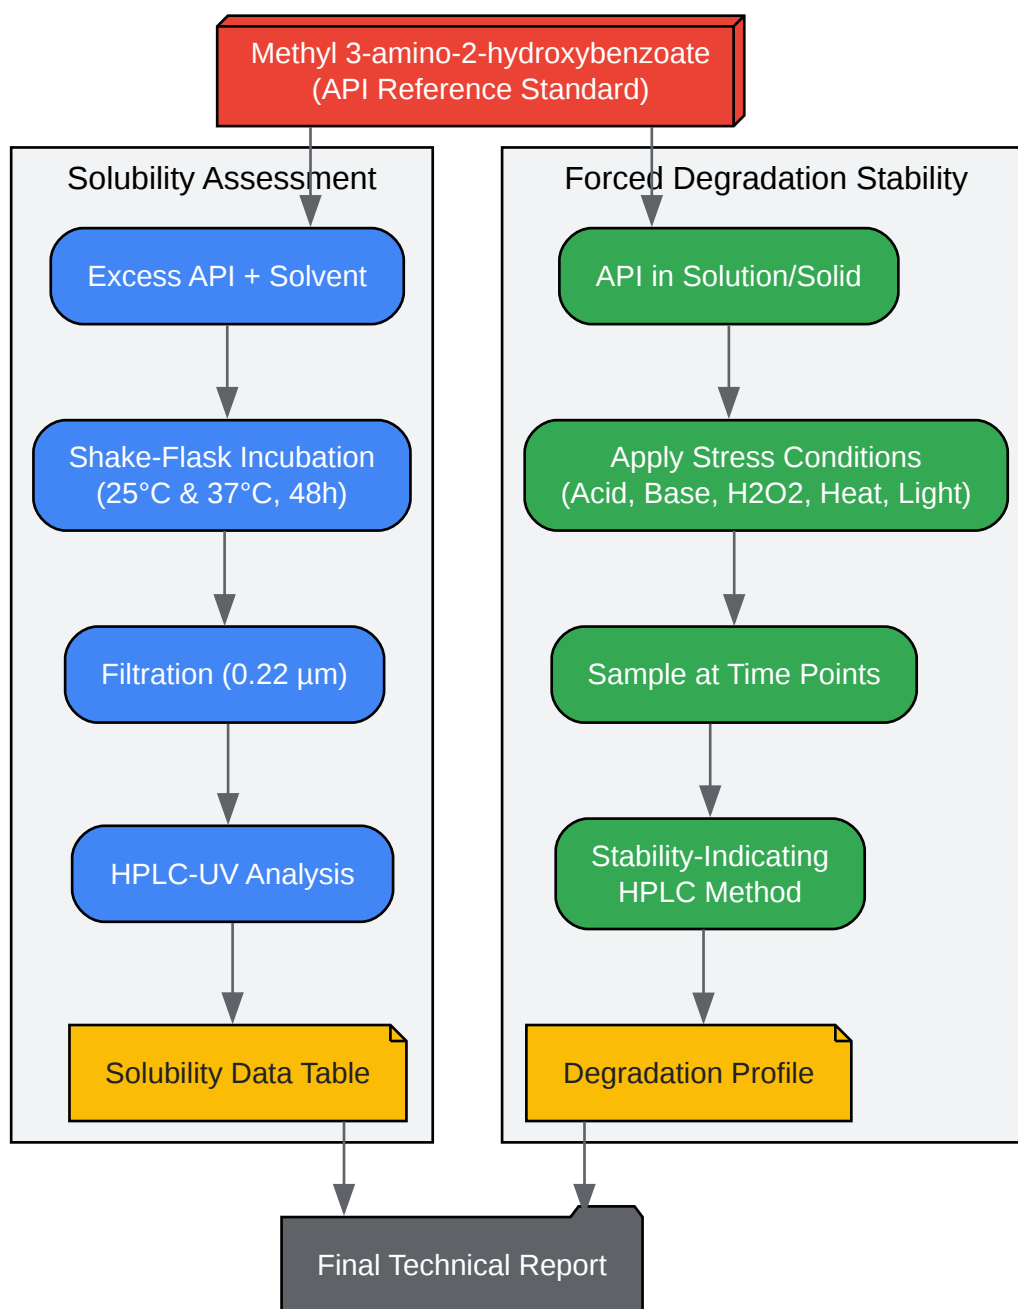 Methyl 3-amino-2-hydroxybenzoate
(API Reference Standard)
Solubility Assessment
Excess API + Solvent
Shake-Flask Incubation
(25°C & 37°C, 48h)
Filtration (0.22 µm)
HPLC-UV Analysis
Solubility Data Table
Forced Degradation Stability
API in Solution/Solid
Apply Stress Conditions
(Acid, Base, H2O2, Heat, Light)
Sample at Time Points
Stability-Indicating
HPLC Method
Degradation Profile
Final Technical Report